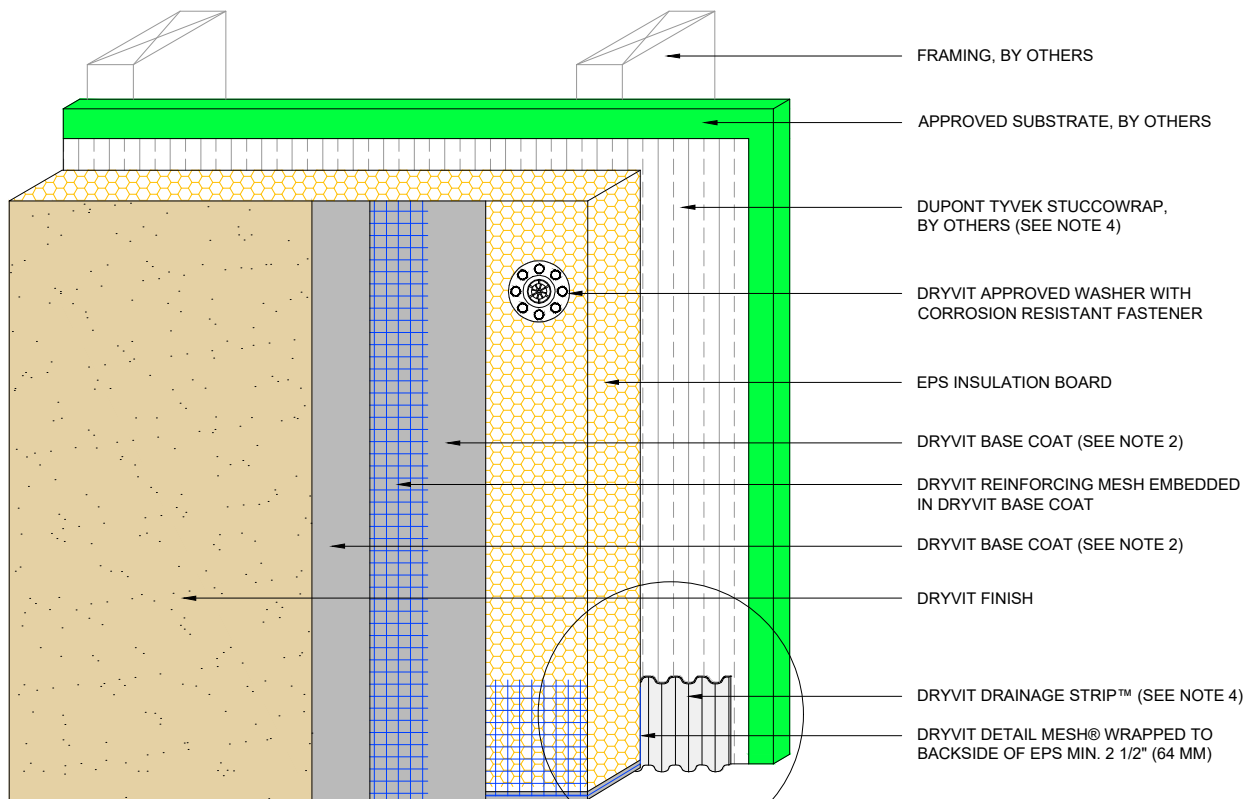 FRAMING, BY OTHERS
APPROVED SUBSTRATE, BY OTHERS
DUPONT TYVEK STUCCOWRAP,
BY OTHERS (SEE NOTE 4)
DRYVIT APPROVED WASHER WITH
CORROSION RESISTANT FASTENER
EPS INSULATION BOARD
DRYVIT BASE COAT (SEE NOTE 2)
DRYVIT REINFORCING MESH EMBEDDED
IN DRYVIT BASE COAT
DRYVIT BASE COAT (SEE NOTE 2)
DRYVIT FINISH
DRYVIT DRAINAGE STRIP™ (SEE NOTE 4)
DRYVIT DETAIL MESH® WRAPPED TO
BACKSIDE OF EPS MIN. 2 1/2" (64 MM)